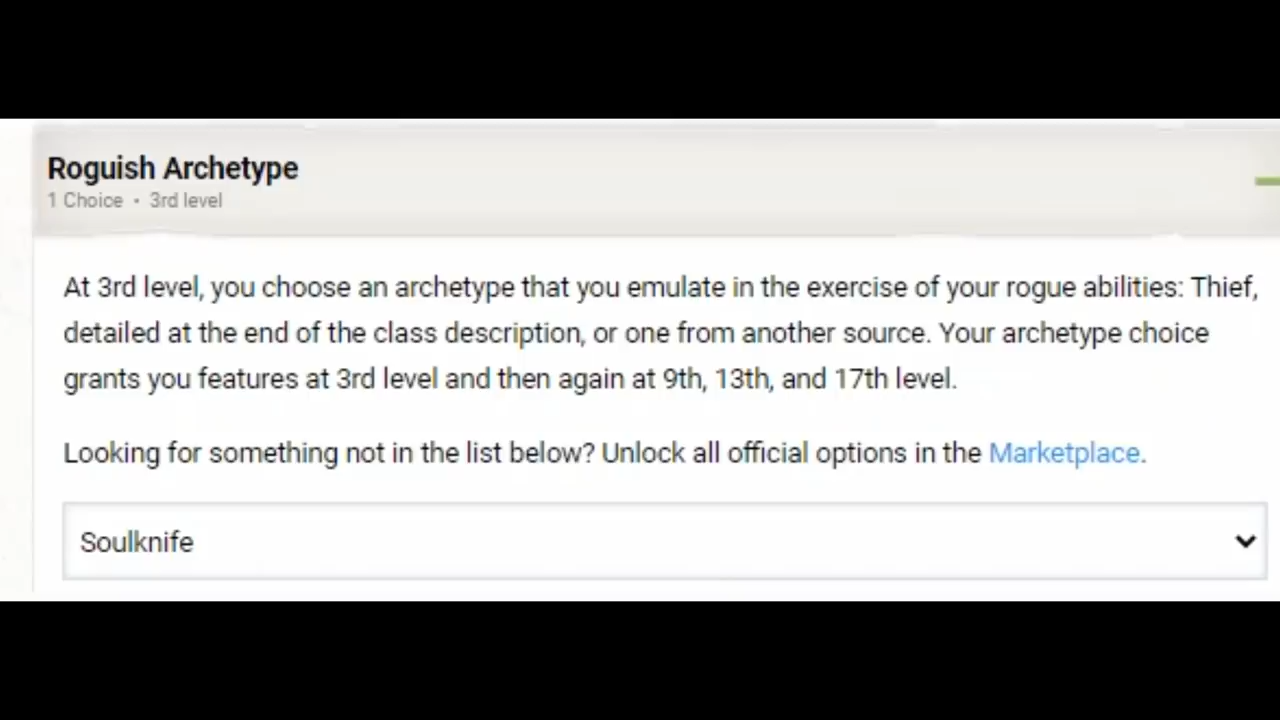 Roguish Archetype
1 Choice • 3rd level
At 3rd level, you choose an archetype that you emulate in the exercise of your rogue abilities: Thief,
detailed at the end of the class description, or one from another source. Your archetype choice
grants you features at 3rd level and then again at 9th, 13th, and 17th level.
Looking for something not in the list below? Unlock all official options in the Marketplace.
Soulknife